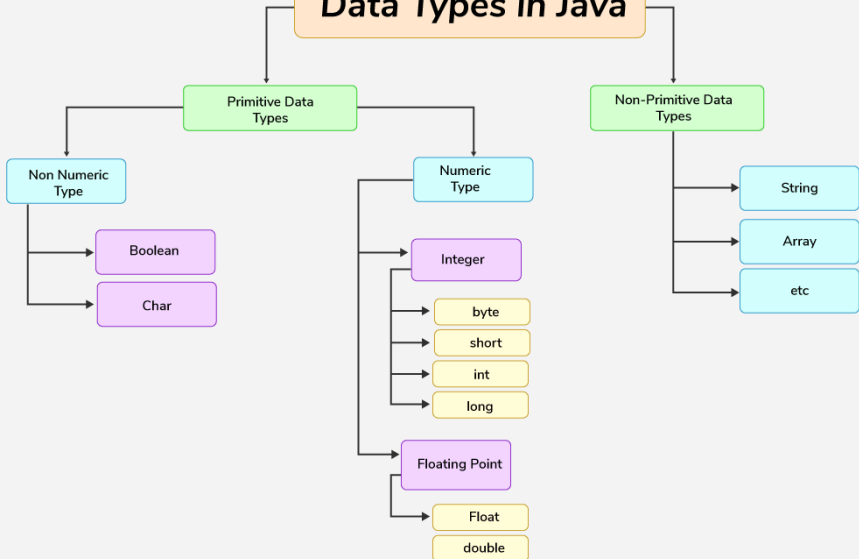 Data Types in Java
Primitive Data
Types
Non-Primitive Data
Types
Non Numeric
Type
Numeric
Type
String
Boolean
Integer
Array
Char
etc
byte
short
int
long
Floating Point
Float
double